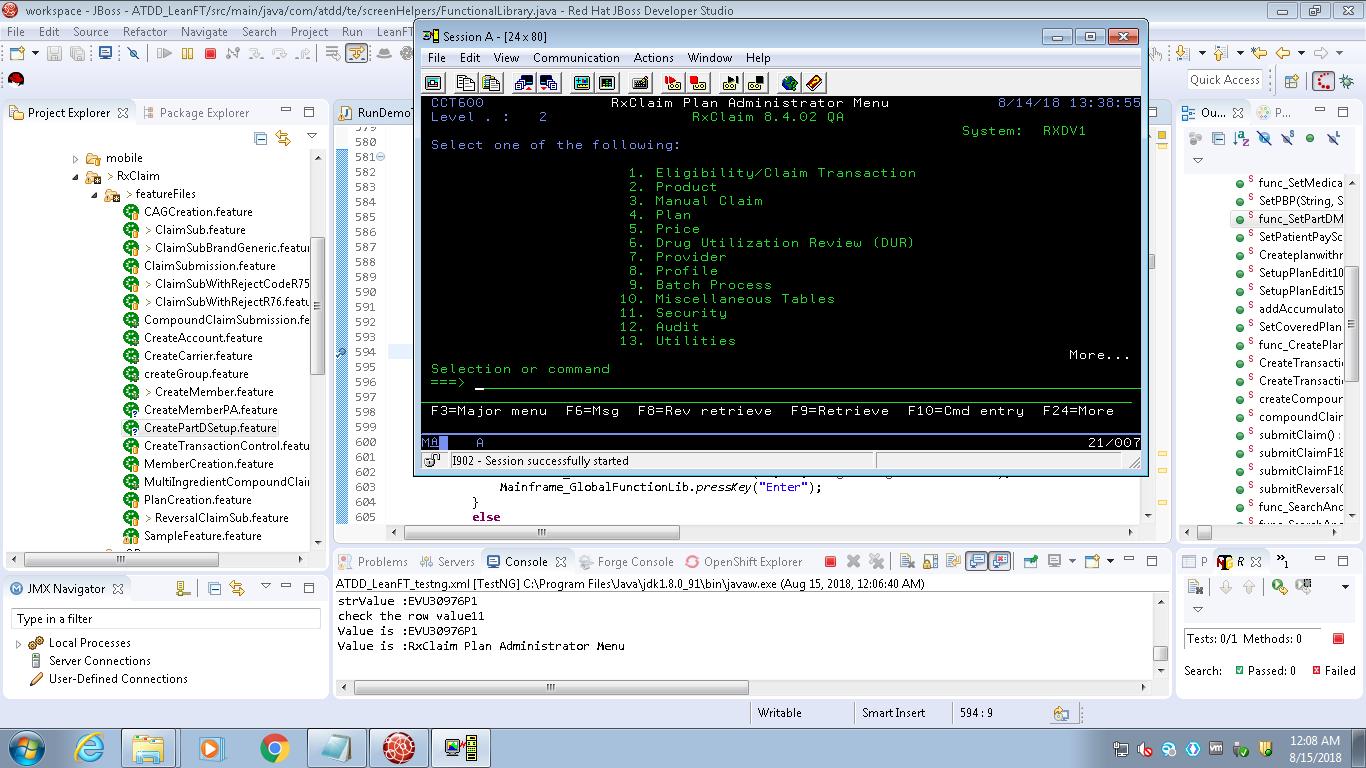 workspace - JBoss - ATDD_LeanFT/src/main/java/com/atdd/te/screenHelpers/FunctionalLibrary.java - Red Hat JBoss Developer Studio
File Edit Source Refactor Navigate Search Project Run LeanFT
Quick Access
Project Explorer
Package Explorer
mobile
> RxClaim
> featureFiles
CAGCreation.feature
> ClaimSub.feature
> ClaimSubBrandGeneric.featu
ClaimSubmission.feature
> ClaimSubWithRejectCodeR75
> ClaimSubWithRejectR76.featu
CompoundClaimSubmission.fe
CreateAccount.feature
CreateCarrier.feature
createGroup.feature
> CreateMember.feature
CreateMemberPA.feature
CreatePartDSetup.feature
CreateTransactionControl.featu
MemberCreation.feature
MultiIngredientCompoundClai
PlanCreation.feature
> ReversalClaimSub.feature
SampleFeature.feature
JMX Navigator
Type in a filter
Local Processes
Server Connections
User-Defined Connections
RunDemoT
579
580
581
582
583
584
585
586
587
588
589
590
591
592
593
594
595
596
597
598
599
600
601
602
603 Mainframe_GlobalFunctionLib.pressKey("Enter");
604 }
605 else
Session A - [24 x 80]
File Edit View Communication Actions Window Help
CCT600 RxClaim Plan Administrator Menu 8/14/18 13:38:55
Level . : 2 RxClaim 8.4.02 QA
System: RXDV1
Select one of the following:
1. Eligibility/Claim Transaction
2. Product
3. Manual Claim
4. Plan
5. Price
6. Drug Utilization Review (DUR)
7. Provider
8. Profile
9. Batch Process
10. Miscellaneous Tables
11. Security
12. Audit
13. Utilities
More...
Selection or command
===>
F3=Major menu F6=Msg F8=Rev retrieve F9=Retrieve F10=Cmd entry F24=More
MA A 21/007
I902 - Session successfully started
Problems Servers Console Forge Console OpenShift Explorer
ATDD_LeanFT_testng.xml [TestNG] C:\Program Files\Java\jdk1.8.0_91\bin\javaw.exe (Aug 15, 2018, 12:06:40 AM)
strValue :EVU30976P1
check the row value11
Value is :EVU30976P1
Value is :RxClaim Plan Administrator Menu
Ou...
P...
func_SetMedica
SetPBP(String, S
func_SetPartDM
SetPatientPaySc
Createplanwithr
SetupPlanEdit10
SetupPlanEdit15
addAccumulato
SetCoveredPlan
func_CreatePlan
CreateTransacti
CreateTransacti
createCompour
compoundClair
submitClaim() :
submitClaimF18
submitClaimF18
submitReversal(
func_SearchAnc
P
R
Tests: 0/1 Methods: 0
Search: Passed: 0 Failed
Writable Smart Insert 594 : 9
12:08 AM
8/15/2018